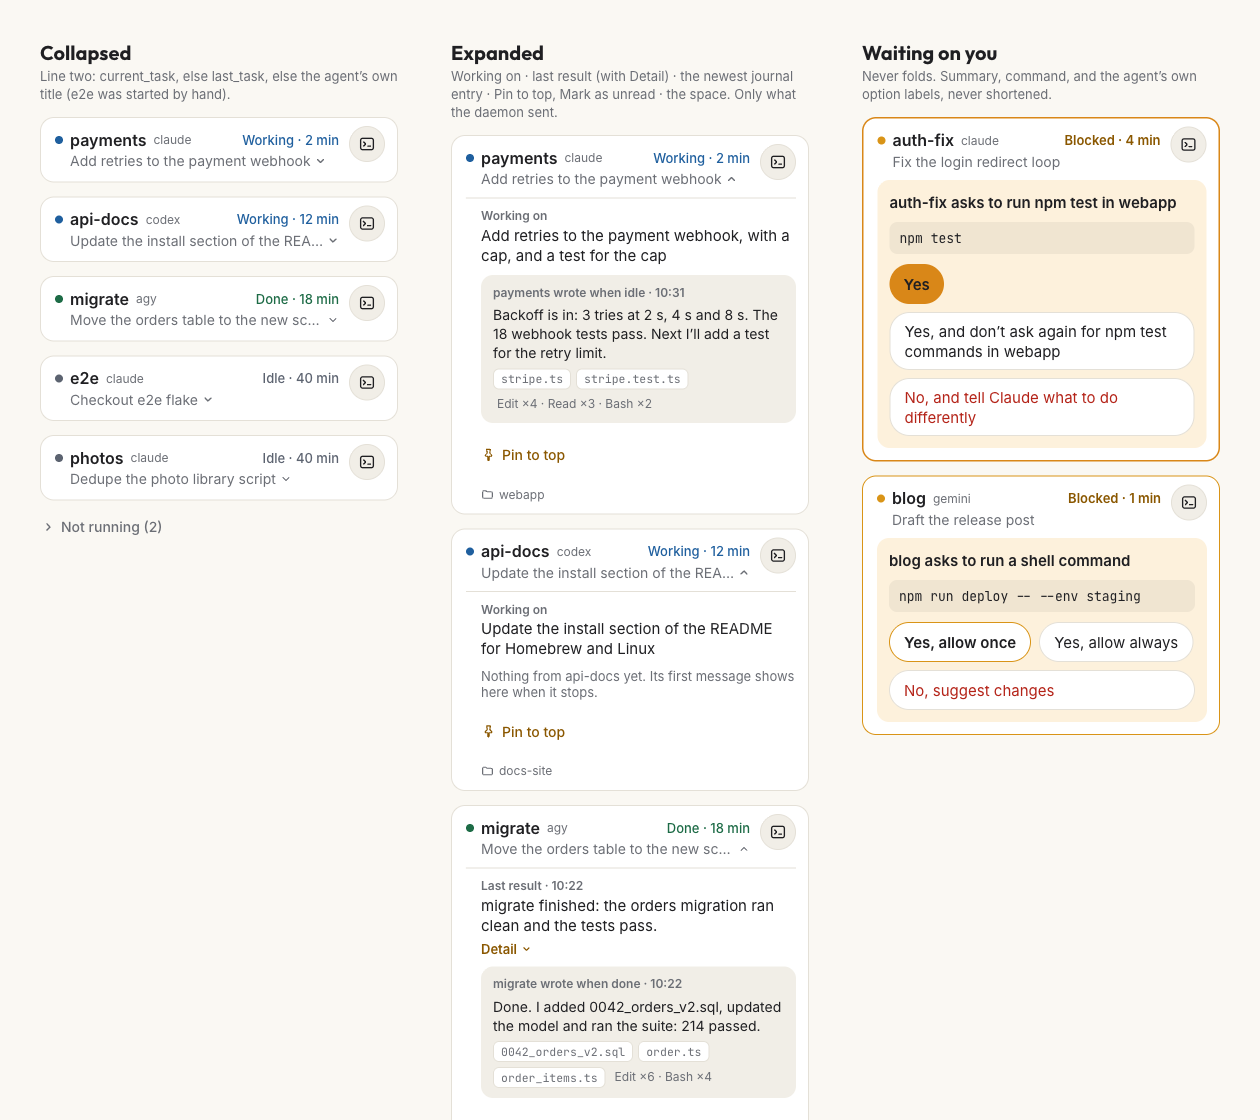 Collapsed
Line two: current_task, else last_task, else the agent’s own
title (e2e was started by hand).
payments claude Working · 2 min
Add retries to the payment webhook
api-docs codex Working · 12 min
Update the install section of the REA...
migrate agy Done · 18 min
Move the orders table to the new sc...
e2e claude Idle · 40 min
Checkout e2e flake
photos claude Idle · 40 min
Dedupe the photo library script
Not running (2)
Expanded
Working on · last result (with Detail) · the newest journal
entry · Pin to top, Mark as unread · the space. Only what
the daemon sent.
payments claude Working · 2 min
Add retries to the payment webhook
Working on
Add retries to the payment webhook, with a
cap, and a test for the cap
payments wrote when idle · 10:31
Backoff is in: 3 tries at 2 s, 4 s and 8 s. The
18 webhook tests pass. Next I’ll add a test
for the retry limit.
stripe.ts stripe.test.ts
Edit ×4 · Read ×3 · Bash ×2
Pin to top
webapp
api-docs codex Working · 12 min
Update the install section of the REA...
Working on
Update the install section of the README
for Homebrew and Linux
Nothing from api-docs yet. Its first message shows
here when it stops.
Pin to top
docs-site
migrate agy Done · 18 min
Move the orders table to the new sc...
Last result · 10:22
migrate finished: the orders migration ran
clean and the tests pass.
Detail
migrate wrote when done · 10:22
Done. I added 0042_orders_v2.sql, updated
the model and ran the suite: 214 passed.
0042_orders_v2.sql order.ts
order_items.ts Edit ×6 · Bash ×4
Waiting on you
Never folds. Summary, command, and the agent’s own
option labels, never shortened.
auth-fix claude Blocked · 4 min
Fix the login redirect loop
auth-fix asks to run npm test in webapp
npm test
Yes
Yes, and don’t ask again for npm test
commands in webapp
No, and tell Claude what to do
differently
blog gemini Blocked · 1 min
Draft the release post
blog asks to run a shell command
npm run deploy -- --env staging
Yes, allow once Yes, allow always
No, suggest changes